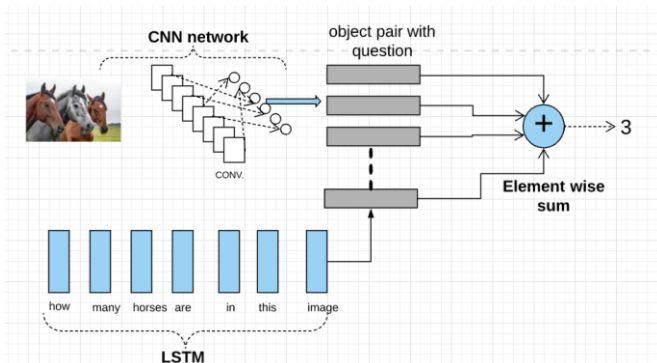 CNN network
object pair with
question
CONV.
+
3
Element wise
sum
how many horses are in this image
LSTM